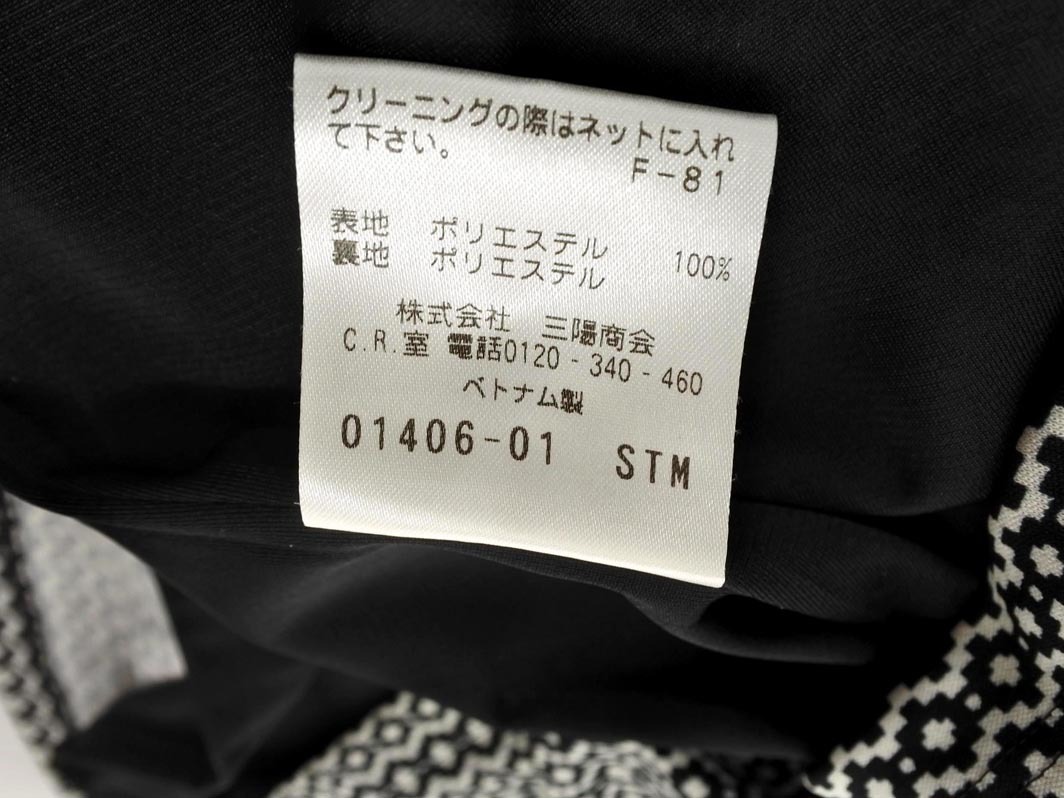 クリーニングの際はネットに入れ
て下さい。
F-81
表地 ポリエステル
裏地 ポリエステル 100%
株式会社 三陽商会
C.R.室 電話0120-340-460
ベトナム製
01406-01 STM